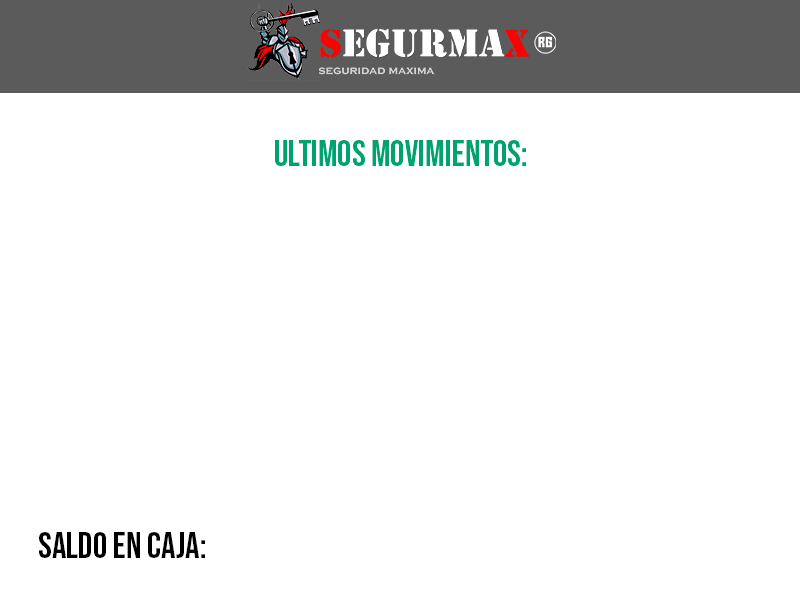 SEGURMAX RG
SEGURIDAD MAXIMA
ULTIMOS MOVIMIENTOS:
SALDO EN CAJA: